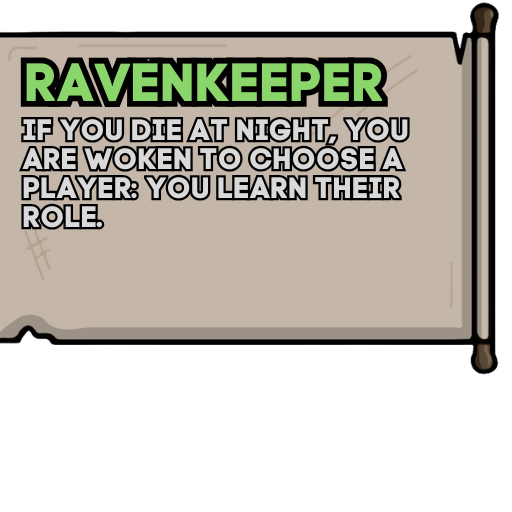 RAVENKEEPER
IF YOU DIE AT NIGHT, YOU
ARE WOKEN TO CHOOSE A
PLAYER: YOU LEARN THEIR
ROLE.